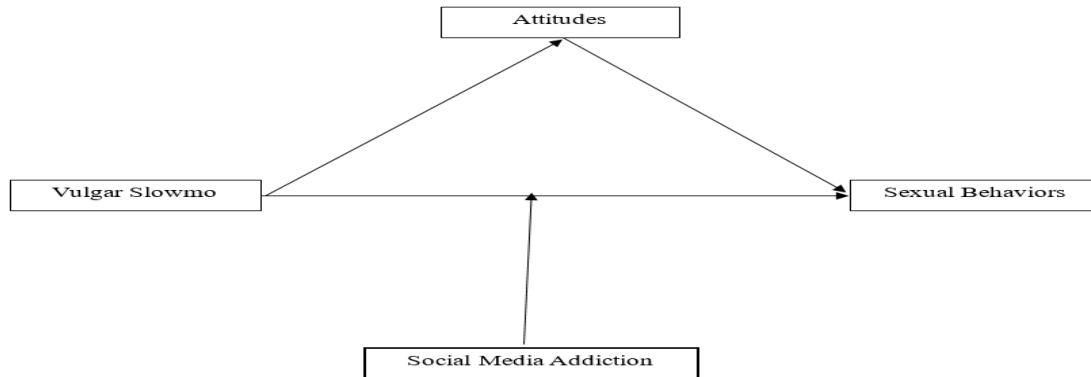 Attitudes
Vulgar Slowmo
Sexual Behaviors
Social Media Addiction